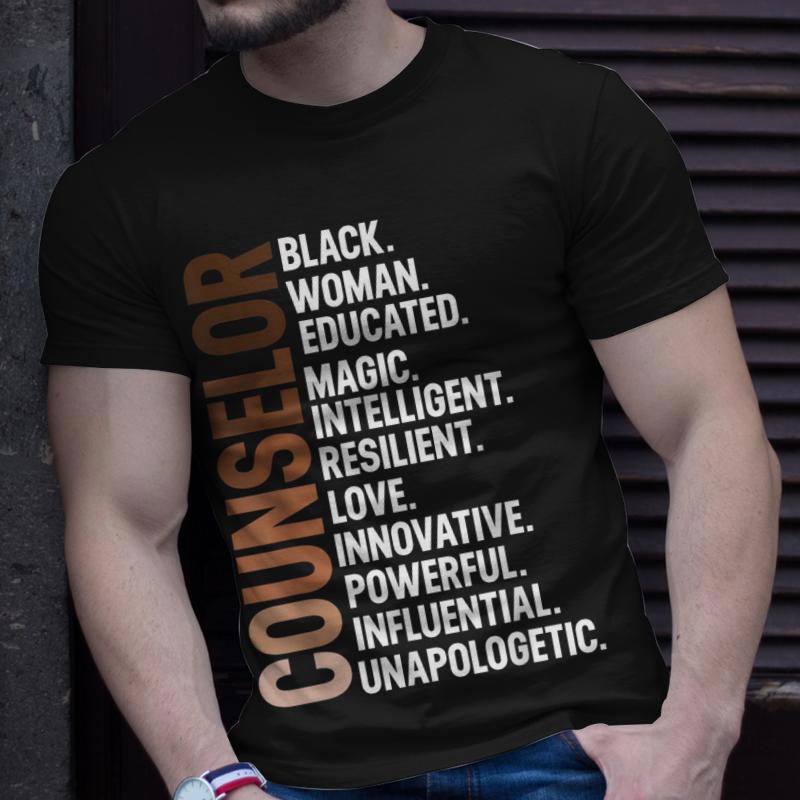 COUNSELOR
BLACK.
WOMAN.
EDUCATED.
MAGIC.
INTELLIGENT.
RESILIENT.
LOVE.
INNOVATIVE.
POWERFUL.
INFLUENTIAL.
UNAPOLOGETIC.